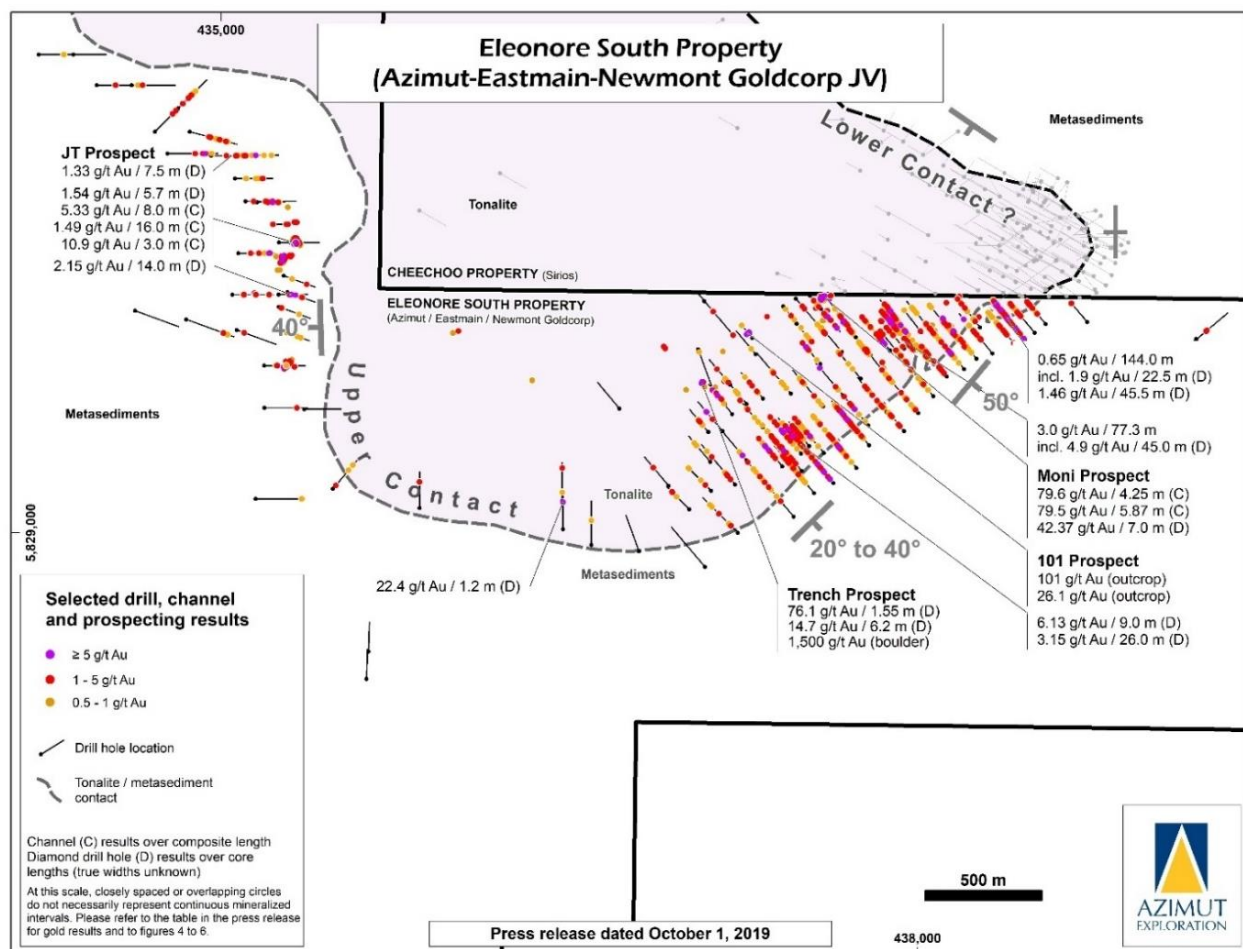 435,000
Eleonore South Property
(Azimut-Eastmain-Newmont Goldcorp JV)
Metasediments
Lower Contact ?
JT Prospect
1.33 g/t Au / 7.5 m (D)
1.54 g/t Au / 5.7 m (D)
5.33 g/t Au / 8.0 m (C)
1.49 g/t Au / 16.0 m (C)
10.9 g/t Au / 3.0 m (C)
2.15 g/t Au / 14.0 m (D)
Tonalite
CHEECHOO PROPERTY (Sirios)
ELEONORE SOUTH PROPERTY
(Azimut / Eastmain / Newmont Goldcorp)
40°
Metasediments
Upper Contact
0.65 g/t Au / 144.0 m
incl. 1.9 g/t Au / 22.5 m (D)
1.46 g/t Au / 45.5 m (D)
50°
3.0 g/t Au / 77.3 m
incl. 4.9 g/t Au / 45.0 m (D)
Moni Prospect
79.6 g/t Au / 4.25 m (C)
79.5 g/t Au / 5.87 m (C)
42.37 g/t Au / 7.0 m (D)
Tonalite
20° to 40°
5,829,000
Metasediments
22.4 g/t Au / 1.2 m (D)
101 Prospect
101 g/t Au (outcrop)
26.1 g/t Au (outcrop)
6.13 g/t Au / 9.0 m (D)
3.15 g/t Au / 26.0 m (D)
Trench Prospect
76.1 g/t Au / 1.55 m (D)
14.7 g/t Au / 6.2 m (D)
1,500 g/t Au (boulder)
Selected drill, channel
and prospecting results
≥ 5 g/t Au
1 - 5 g/t Au
0.5 - 1 g/t Au
Drill hole location
Tonalite / metasediment
contact
Channel (C) results over composite length
Diamond drill hole (D) results over core
lengths (true widths unknown)
At this scale, closely spaced or overlapping circles
do not necessarily represent continuous mineralized
intervals. Please refer to the table in the press release
for gold results and to figures 4 to 6.
500 m
AZIMUT
EXPLORATION
Press release dated October 1, 2019
438,000